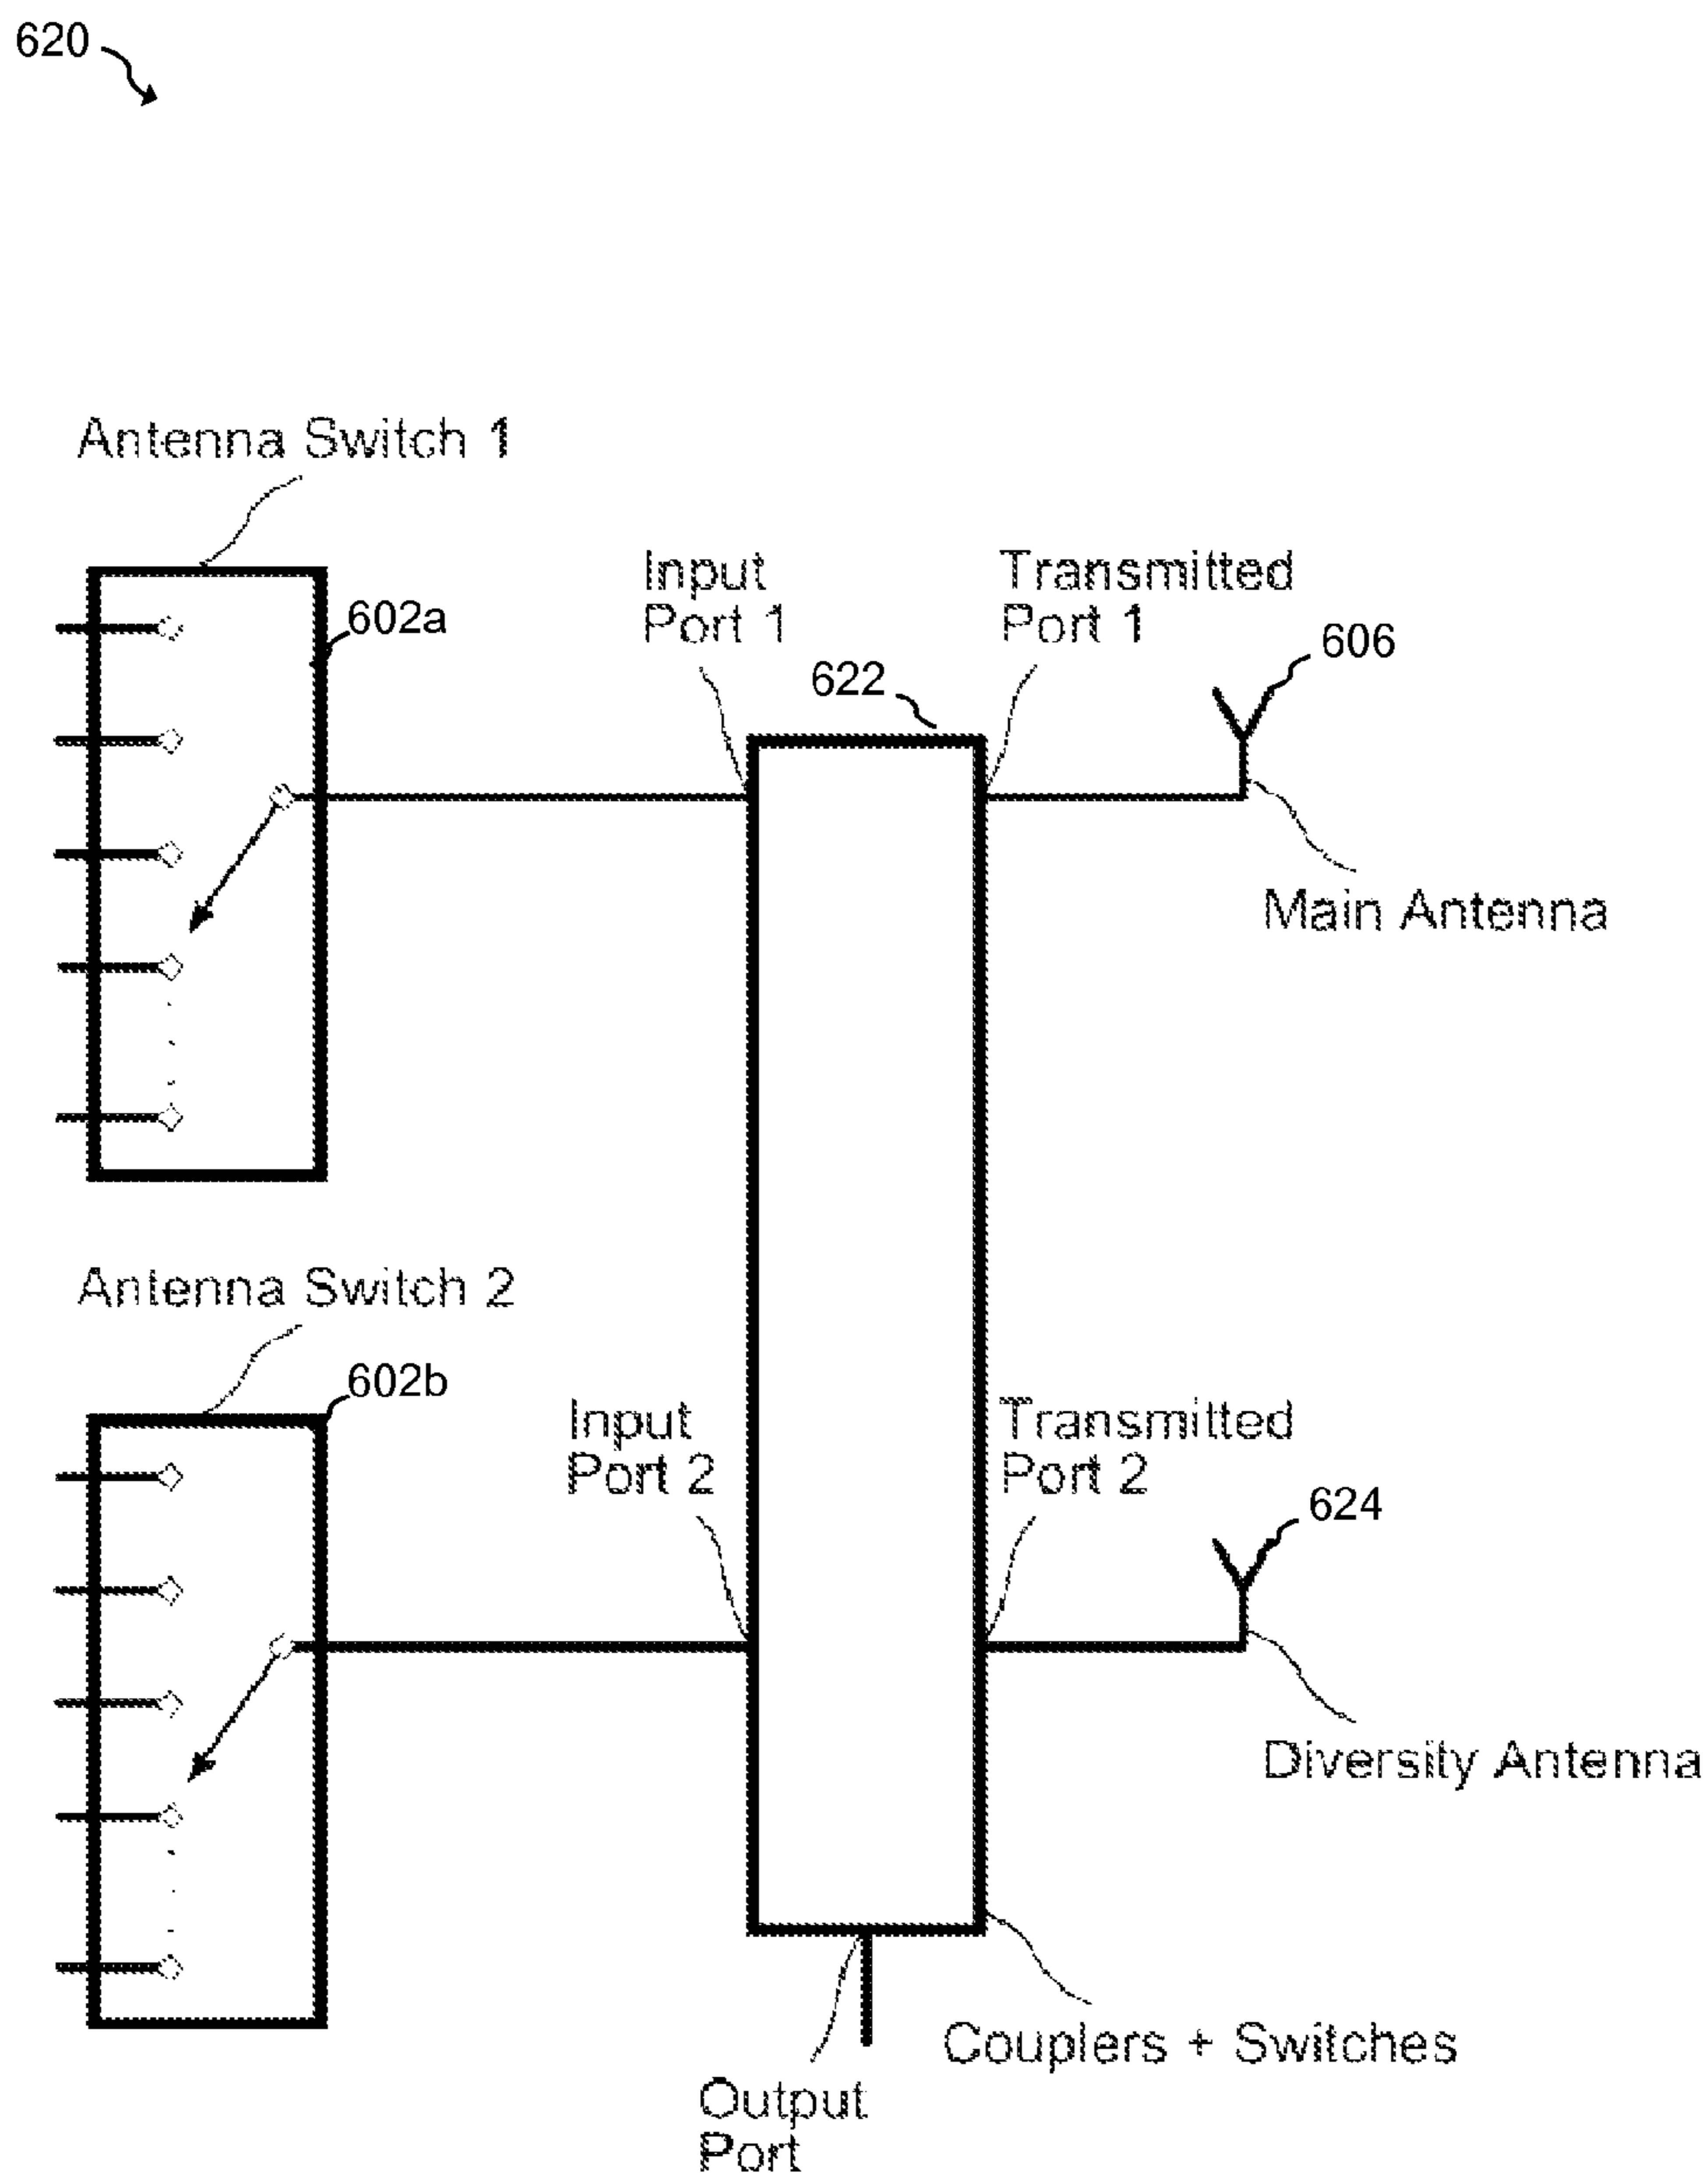 620
Antenna Switch 1
602a
Input
Port 1
Transmitted
Port 1
622
606
Main Antenna
Antenna Switch 2
602b
Input
Port 2
Transmitted
Port 2
624
Diversity Antenna
Couplers + Switches
Output
Port